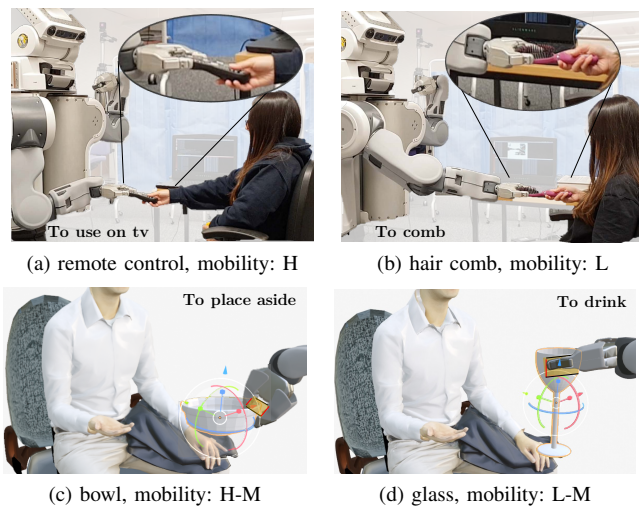 To use on tv
To comb
(a) remote control, mobility: H
(b) hair comb, mobility: L
To place aside
To drink
(c) bowl, mobility: H-M
(d) glass, mobility: L-M